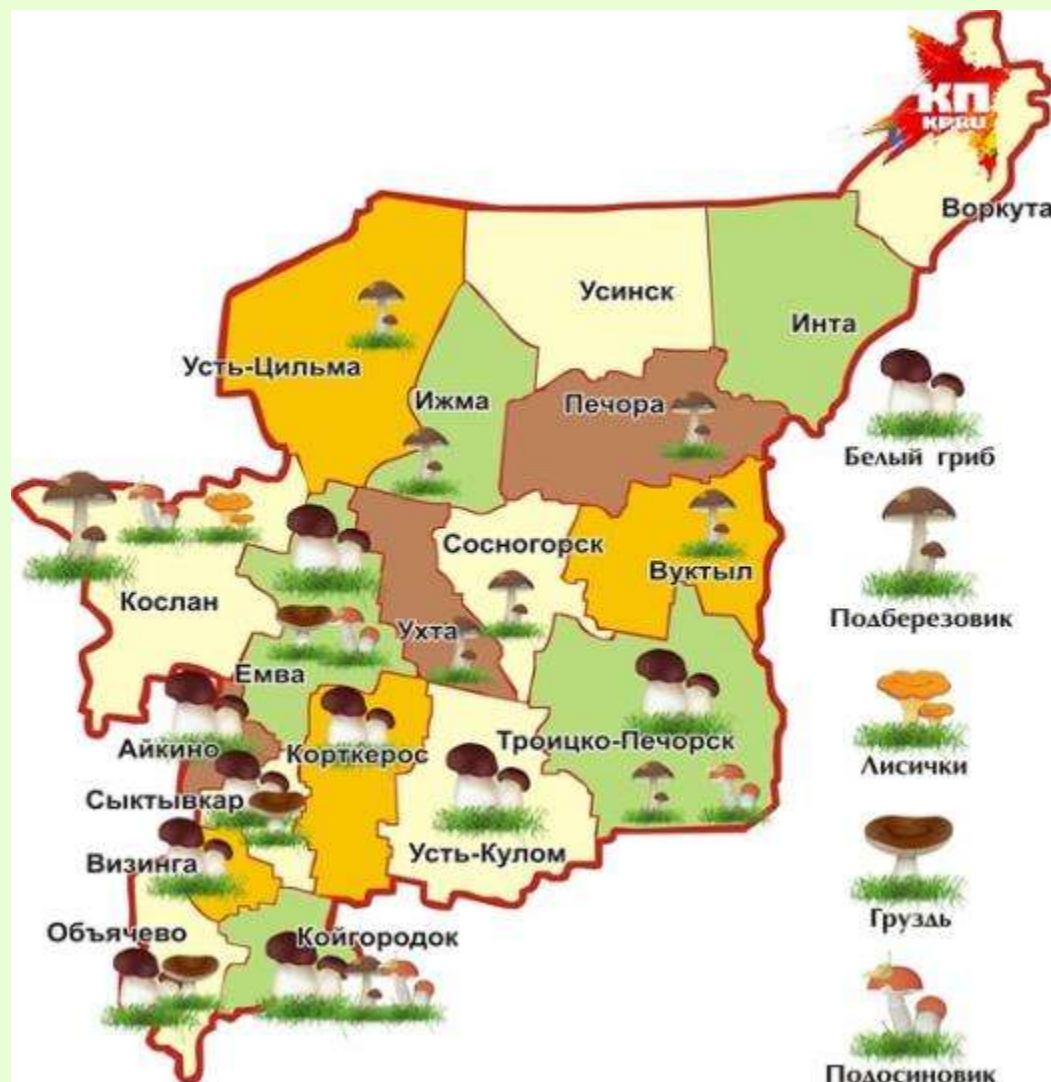 КП
KP.RU
Воркута
Усинск
Инта
Усть-Цильма
Ижма
Печора
Белый гриб
Сосногорск
Вуктыл
Кослан
Ухта
Подберезовик
Емва
Айкино
Корткерос
Троицко-Печорск
Лисички
Сыктывкар
Визинга
Усть-Кулом
Груздь
Объячево
Койгородок
Подосиновик